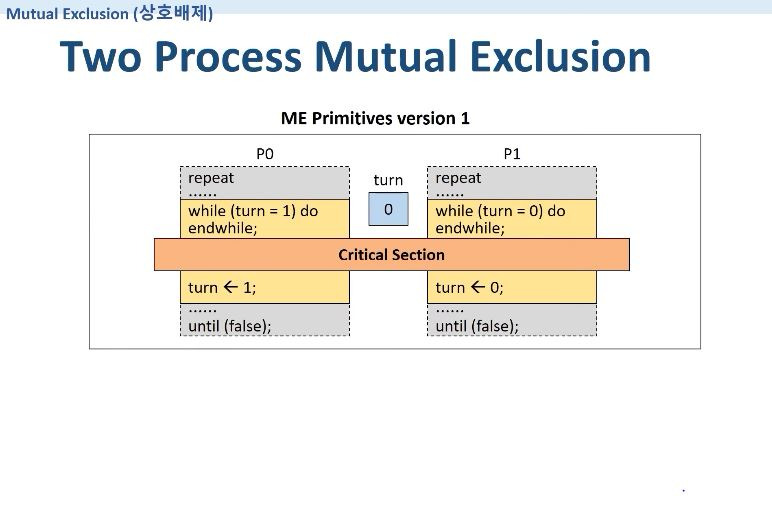 Mutual Exclusion (상호배제)
Two Process Mutual Exclusion
ME Primitives version 1
P0
repeat
......
while (turn = 1) do
endwhile;
turn
0
P1
repeat
......
while (turn = 0) do
endwhile;
Critical Section
turn ← 1;
......
until (false);
turn ← 0;
......
until (false);